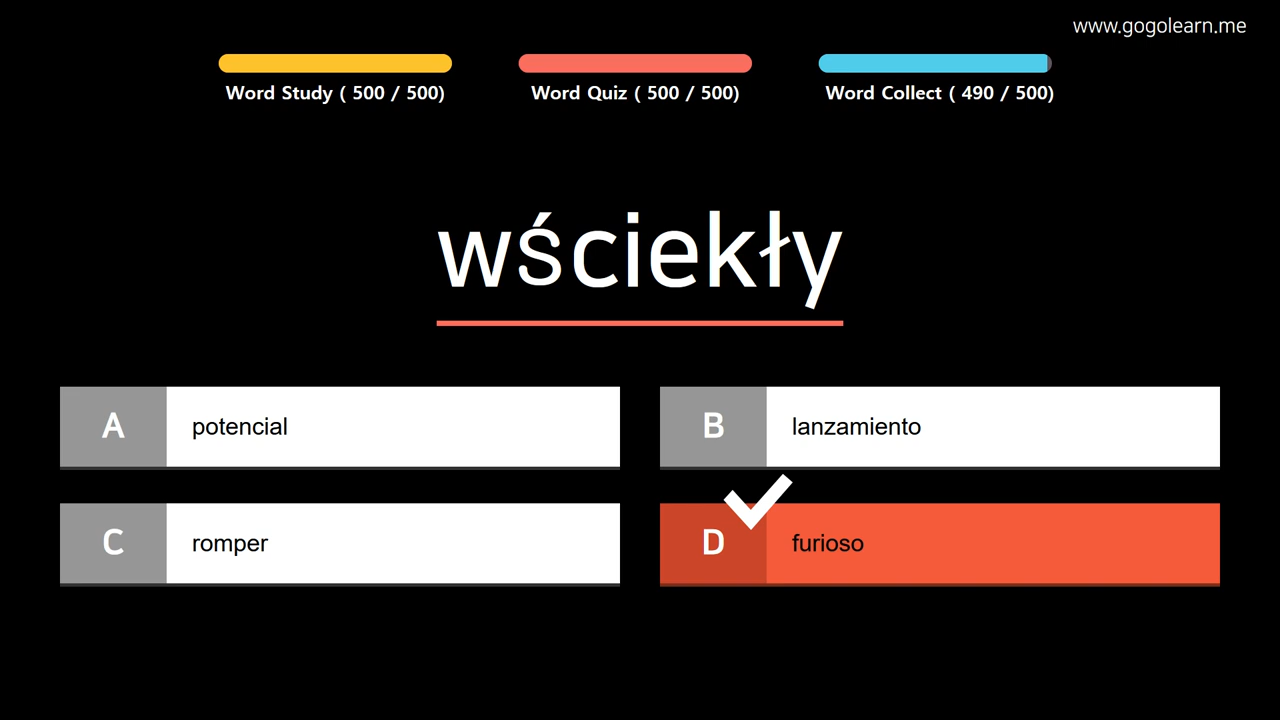 www.gogolearn.me
Word Study ( 500 / 500)
Word Quiz ( 500 / 500)
Word Collect ( 490 / 500)
wściekły
A potencial
B lanzamiento
C romper
D furioso